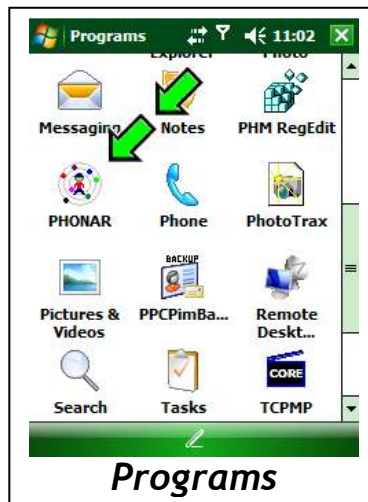 Programs 11:02
Explorer Photo
Messaging Notes PHM RegEdit
PHONAR Phone PhotoTrax
BACKUP
Pictures & Videos PPCPimBa... Remote Deskt...
CORE
Search Tasks TCPMP
Programs